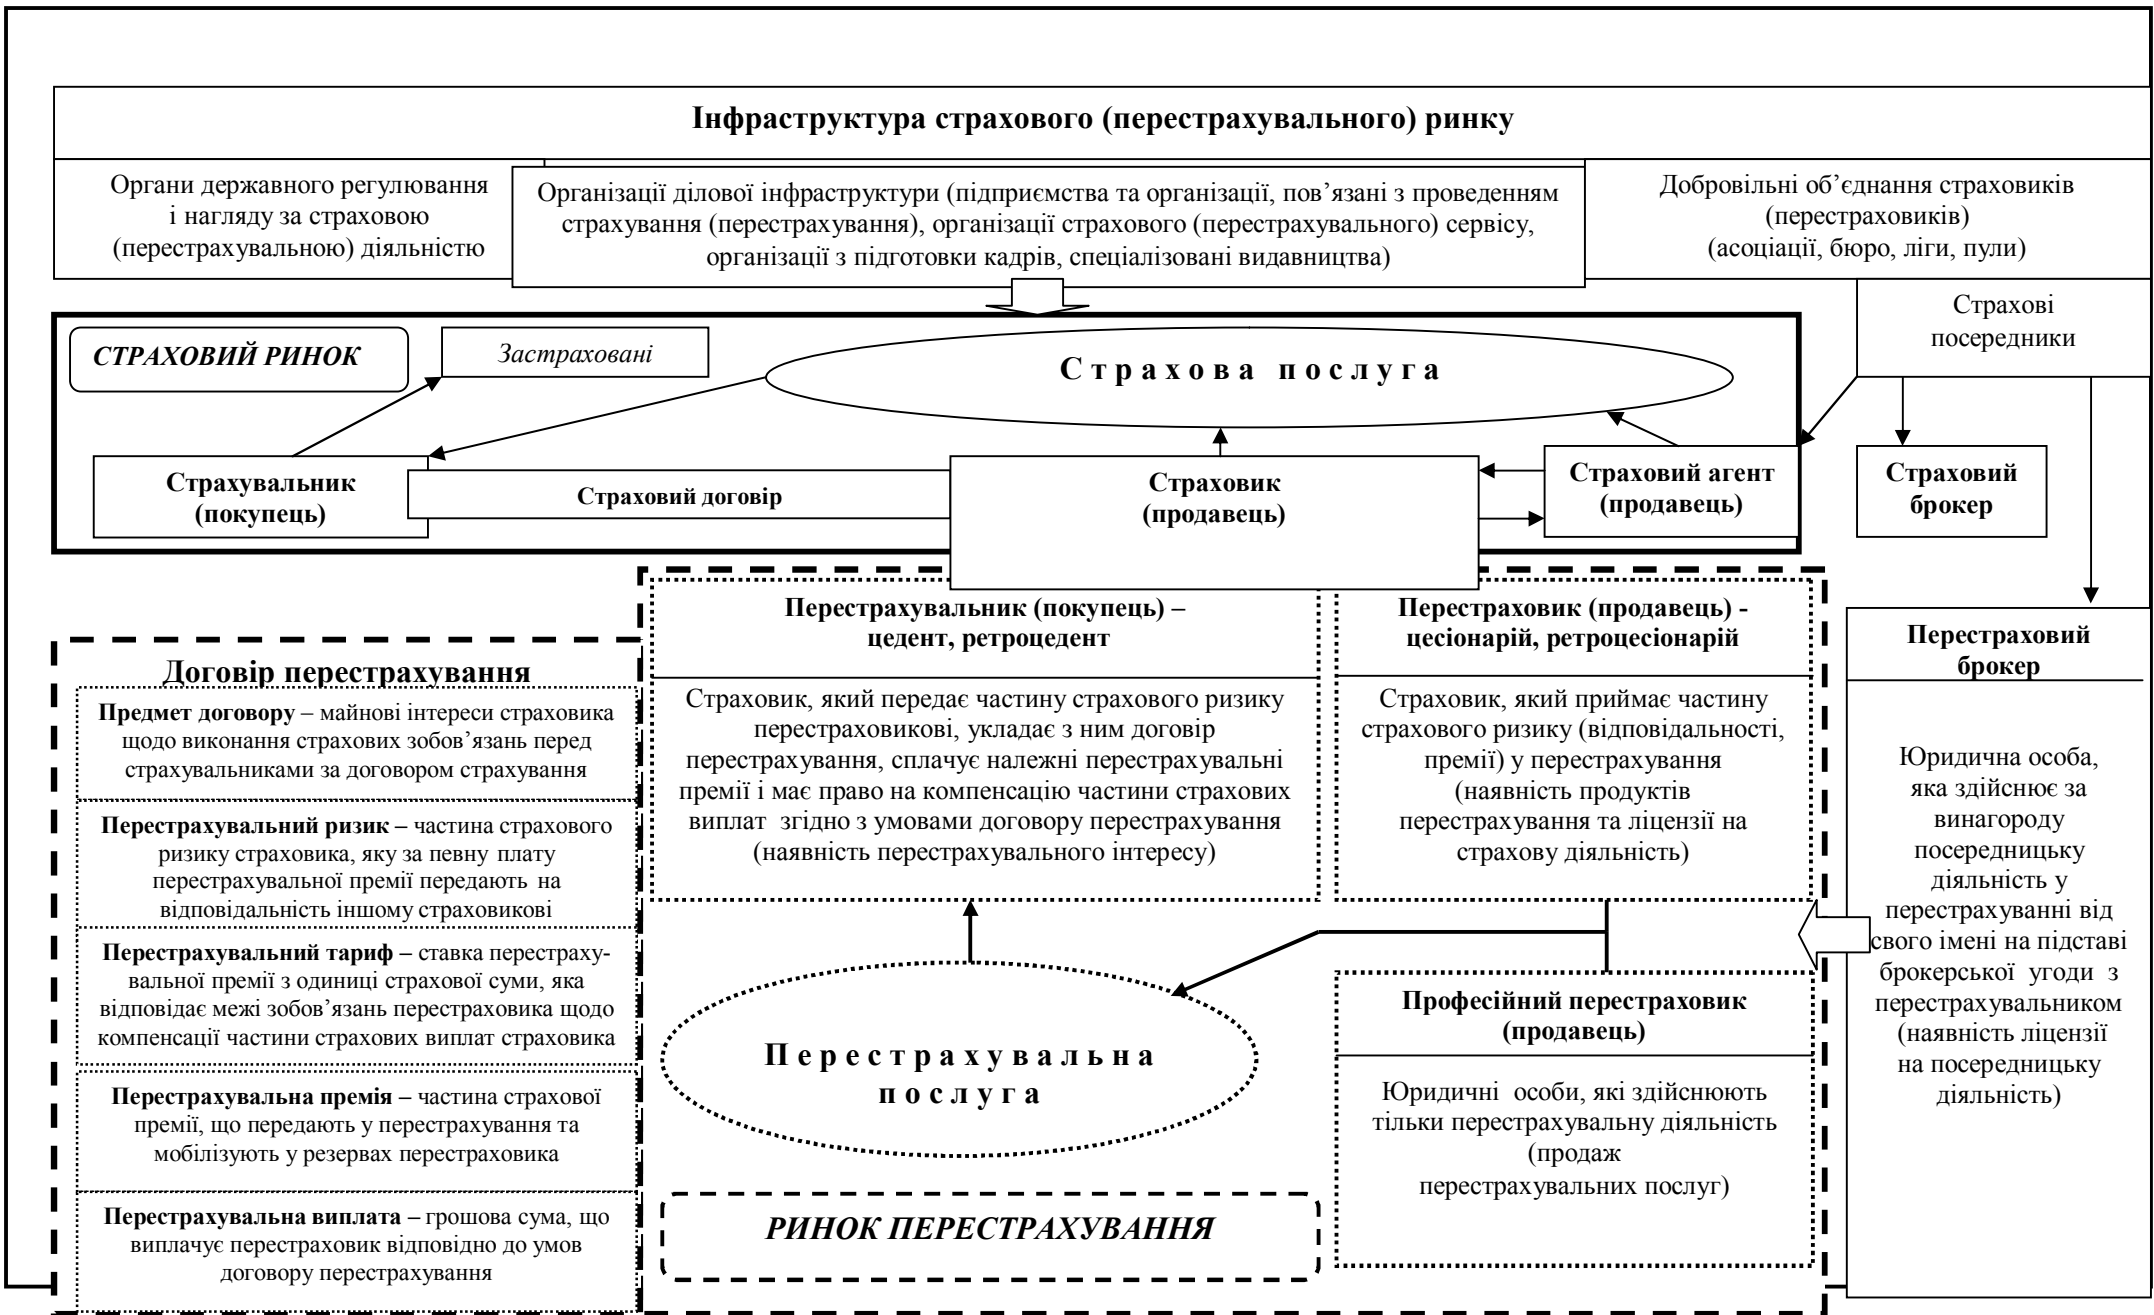 Інфраструктура страхового (перестрахувального) ринку
Органи державного регулювання
і нагляду за страховою
(перестрахувальною) діяльністю
Організації ділової інфраструктури (підприємства та організації, пов’язані з проведенням
страхування (перестрахування), організації страхового (перестрахувального) сервісу,
організації з підготовки кадрів, спеціалізовані видавництва)
Добровільні об’єднання страховиків
(перестраховиків)
(асоціації, бюро, ліги, пули)
Страхові
посередники
СТРАХОВИЙ РИНОК
Застраховані
Страхова послуга
Страхувальник
(покупець)
Страховий договір
Страховик
(продавець)
Страховий агент
(продавець)
Страховий
брокер
Договір перестрахування
Предмет договору – майнові інтереси страховика
щодо виконання страхових зобов’язань перед
страхувальниками за договором страхування
Перестрахувальний ризик – частина страхового
ризику страховика, яку за певну плату
перестрахувальної премії передають на
відповідальність іншому страховикові
Перестрахувальний тариф – ставка перестраху-
вальної премії з одиниці страхової суми, яка
відповідає межі зобов’язань перестраховика щодо
компенсації частини страхових виплат страховика
Перестрахувальна премія – частина страхової
премії, що передають у перестрахування та
мобілізують у резервах перестраховика
Перестрахувальна виплата – грошова сума, що
виплачує перестраховик відповідно до умов
договору перестрахування
Перестрахувальник (покупець) –
цедент, ретроцедент
Страховик, який передає частину страхового ризику
перестраховикові, укладає з ним договір
перестрахування, сплачує належні перестрахувальні
премії і має право на компенсацію частини страхових
виплат згідно з умовами договору перестрахування
(наявність перестрахувального інтересу)
Перестраховик (продавець) -
цесіонарій, ретроцесіонарій
Страховик, який приймає частину
страхового ризику (відповідальності,
премії) у перестрахування
(наявність продуктів
перестрахування та ліцензії на
страхову діяльність)
Перестрахувальна
послуга
РИНОК ПЕРЕСТРАХУВАННЯ
Професійний перестраховик
(продавець)
Юридичні особи, які здійснюють
тільки перестрахувальну діяльність
(продаж
перестрахувальних послуг)
Перестраховий
брокер
Юридична особа,
яка здійснює за
винагороду
посередницьку
діяльність у
перестрахуванні від
свого імені на підставі
брокерської угоди з
перестрахувальником
(наявність ліцензії
на посередницьку
діяльність)